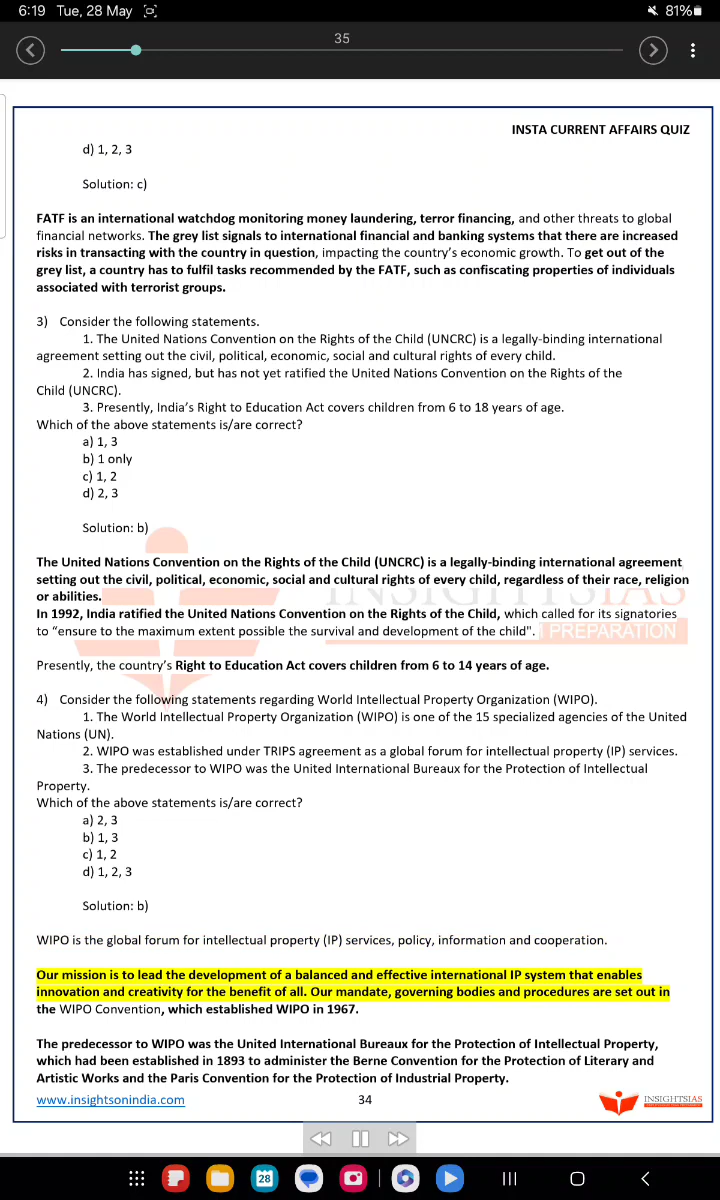 6:19 Tue, 28 May
81%
35
INSTA CURRENT AFFAIRS QUIZ
d) 1, 2, 3
Solution: c)
FATF is an international watchdog monitoring money laundering, terror financing, and other threats to global
financial networks. The grey list signals to international financial and banking systems that there are increased
risks in transacting with the country in question, impacting the country's economic growth. To get out of the
grey list, a country has to fulfil tasks recommended by the FATF, such as confiscating properties of individuals
associated with terrorist groups.
3) Consider the following statements.
1. The United Nations Convention on the Rights of the Child (UNCRC) is a legally-binding international
agreement setting out the civil, political, economic, social and cultural rights of every child.
2. India has signed, but has not yet ratified the United Nations Convention on the Rights of the
Child (UNCRC).
3. Presently, India's Right to Education Act covers children from 6 to 18 years of age.
Which of the above statements is/are correct?
a) 1, 3
b) 1 only
c) 1, 2
d) 2, 3
Solution: b)
The United Nations Convention on the Rights of the Child (UNCRC) is a legally-binding international agreement
setting out the civil, political, economic, social and cultural rights of every child, regardless of their race, religion
or abilities.
INSIGHTSIAS
In 1992, India ratified the United Nations Convention on the Rights of the Child, which called for its signatories
to "ensure to the maximum extent possible the survival and development of the child".
PREPARATION
Presently, the country's Right to Education Act covers children from 6 to 14 years of age.
4) Consider the following statements regarding World Intellectual Property Organization (WIPO).
1. The World Intellectual Property Organization (WIPO) is one of the 15 specialized agencies of the United
Nations (UN).
2. WIPO was established under TRIPS agreement as a global forum for intellectual property (IP) services.
3. The predecessor to WIPO was the United International Bureaux for the Protection of Intellectual
Property.
Which of the above statements is/are correct?
a) 2, 3
b) 1, 3
c) 1, 2
d) 1, 2, 3
Solution: b)
WIPO is the global forum for intellectual property (IP) services, policy, information and cooperation.
Our mission is to lead the development of a balanced and effective international IP system that enables
innovation and creativity for the benefit of all. Our mandate, governing bodies and procedures are set out in
the WIPO Convention, which established WIPO in 1967.
The predecessor to WIPO was the United International Bureaux for the Protection of Intellectual Property,
which had been established in 1893 to administer the Berne Convention for the Protection of Literary and
Artistic Works and the Paris Convention for the Protection of Industrial Property.
www.insightsonindia.com
34
INSIGHTSIAS
28